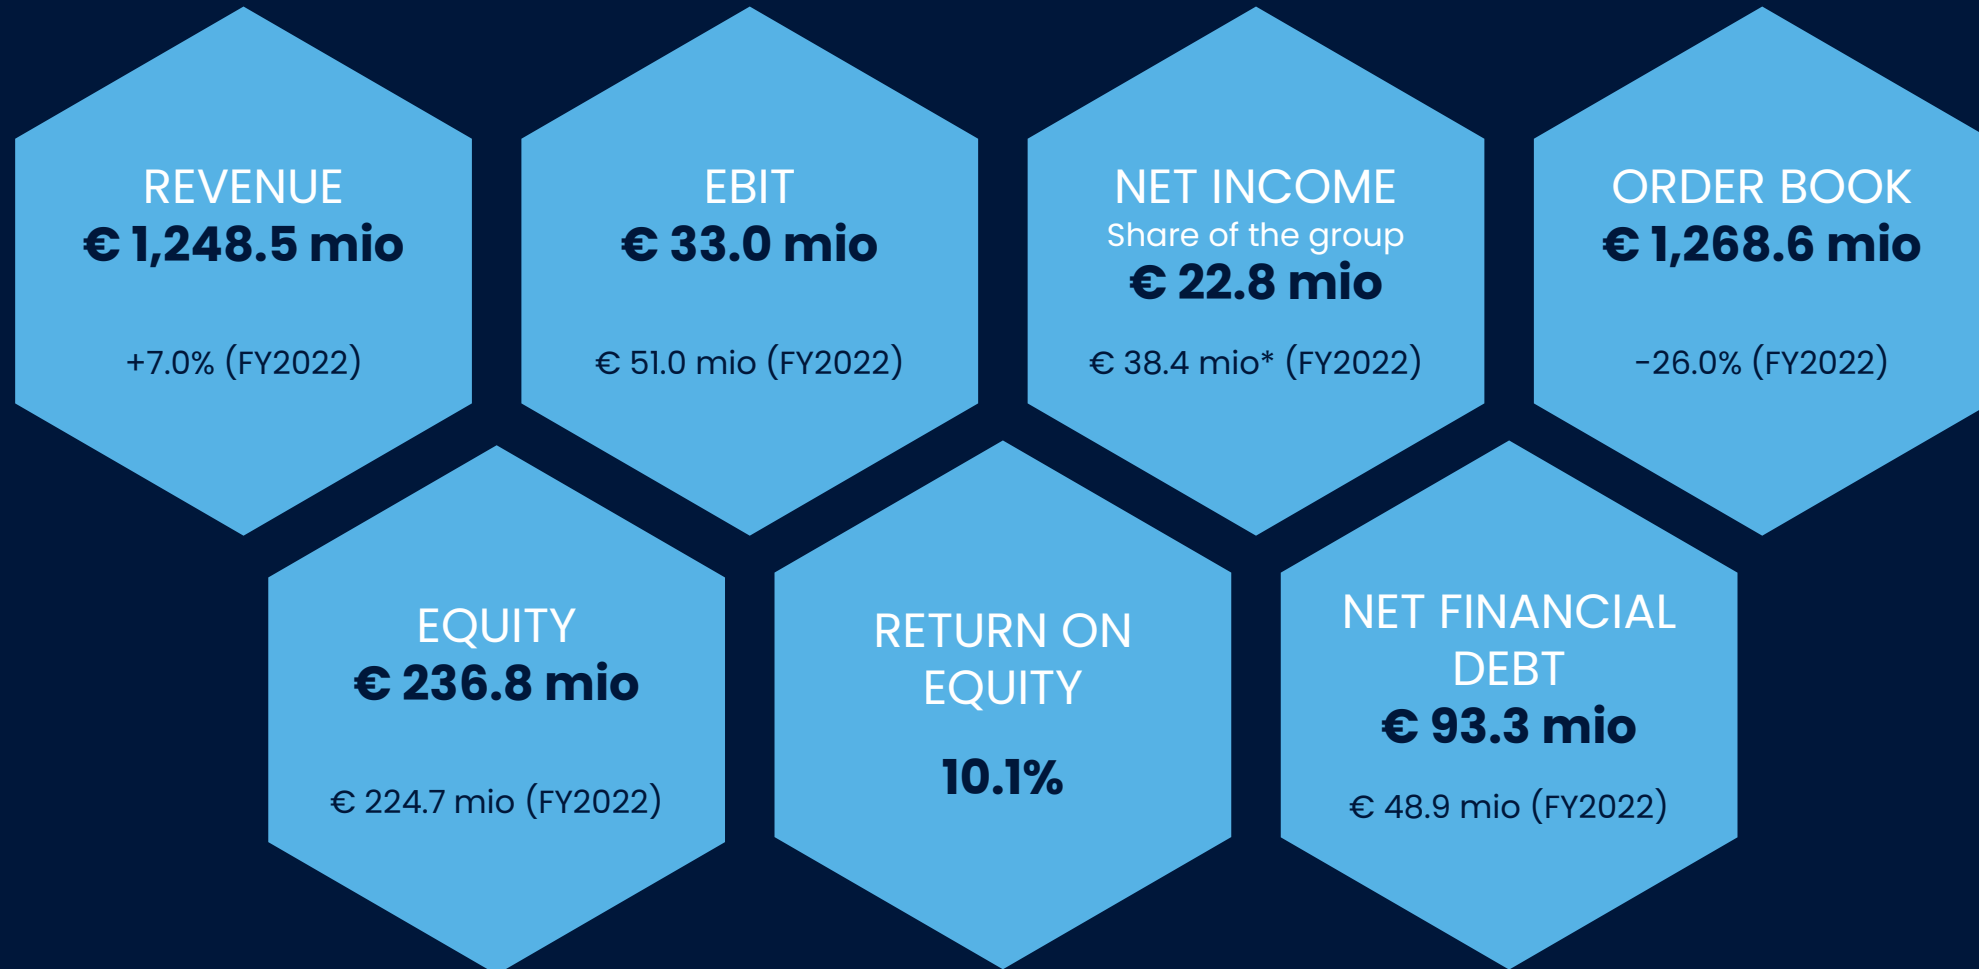 REVENUE
€ 1,248.5 mio
+7.0% (FY2022)
EBIT
€ 33.0 mio
€ 51.0 mio (FY2022)
NET INCOME
Share of the group
€ 22.8 mio
€ 38.4 mio* (FY2022)
ORDER BOOK
€ 1,268.6 mio
-26.0% (FY2022)
EQUITY
€ 236.8 mio
€ 224.7 mio (FY2022)
RETURN ON
EQUITY
10.1%
NET FINANCIAL
DEBT
€ 93.3 mio
€ 48.9 mio (FY2022)